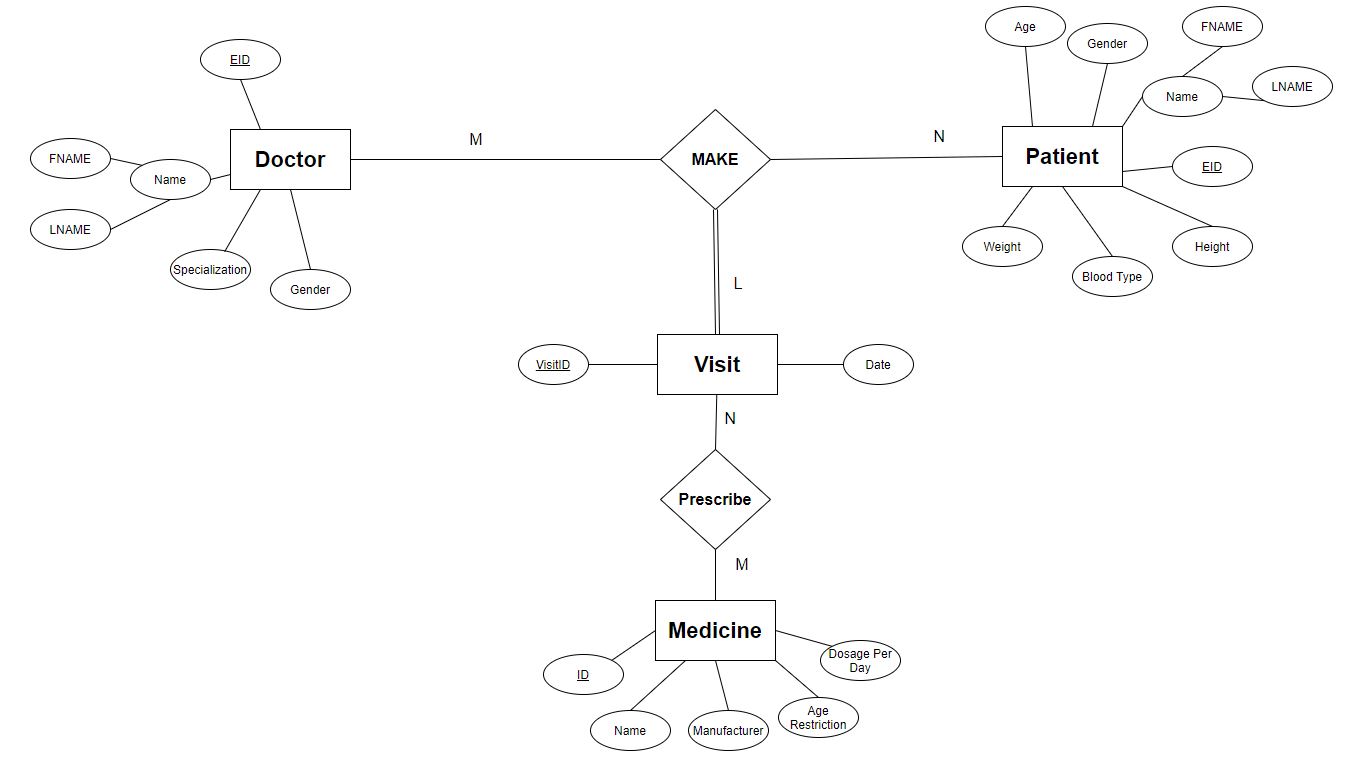 Age
FNAME
Gender
EID
LNAME
Name
M
N
FNAME
Doctor
MAKE
Patient
EID
Name
LNAME
Weight
Height
Specialization
Blood Type
Gender
L
VisitID
Visit
Date
N
Prescribe
M
Medicine
Dosage Per
Day
ID
Age
Restriction
Name
Manufacturer